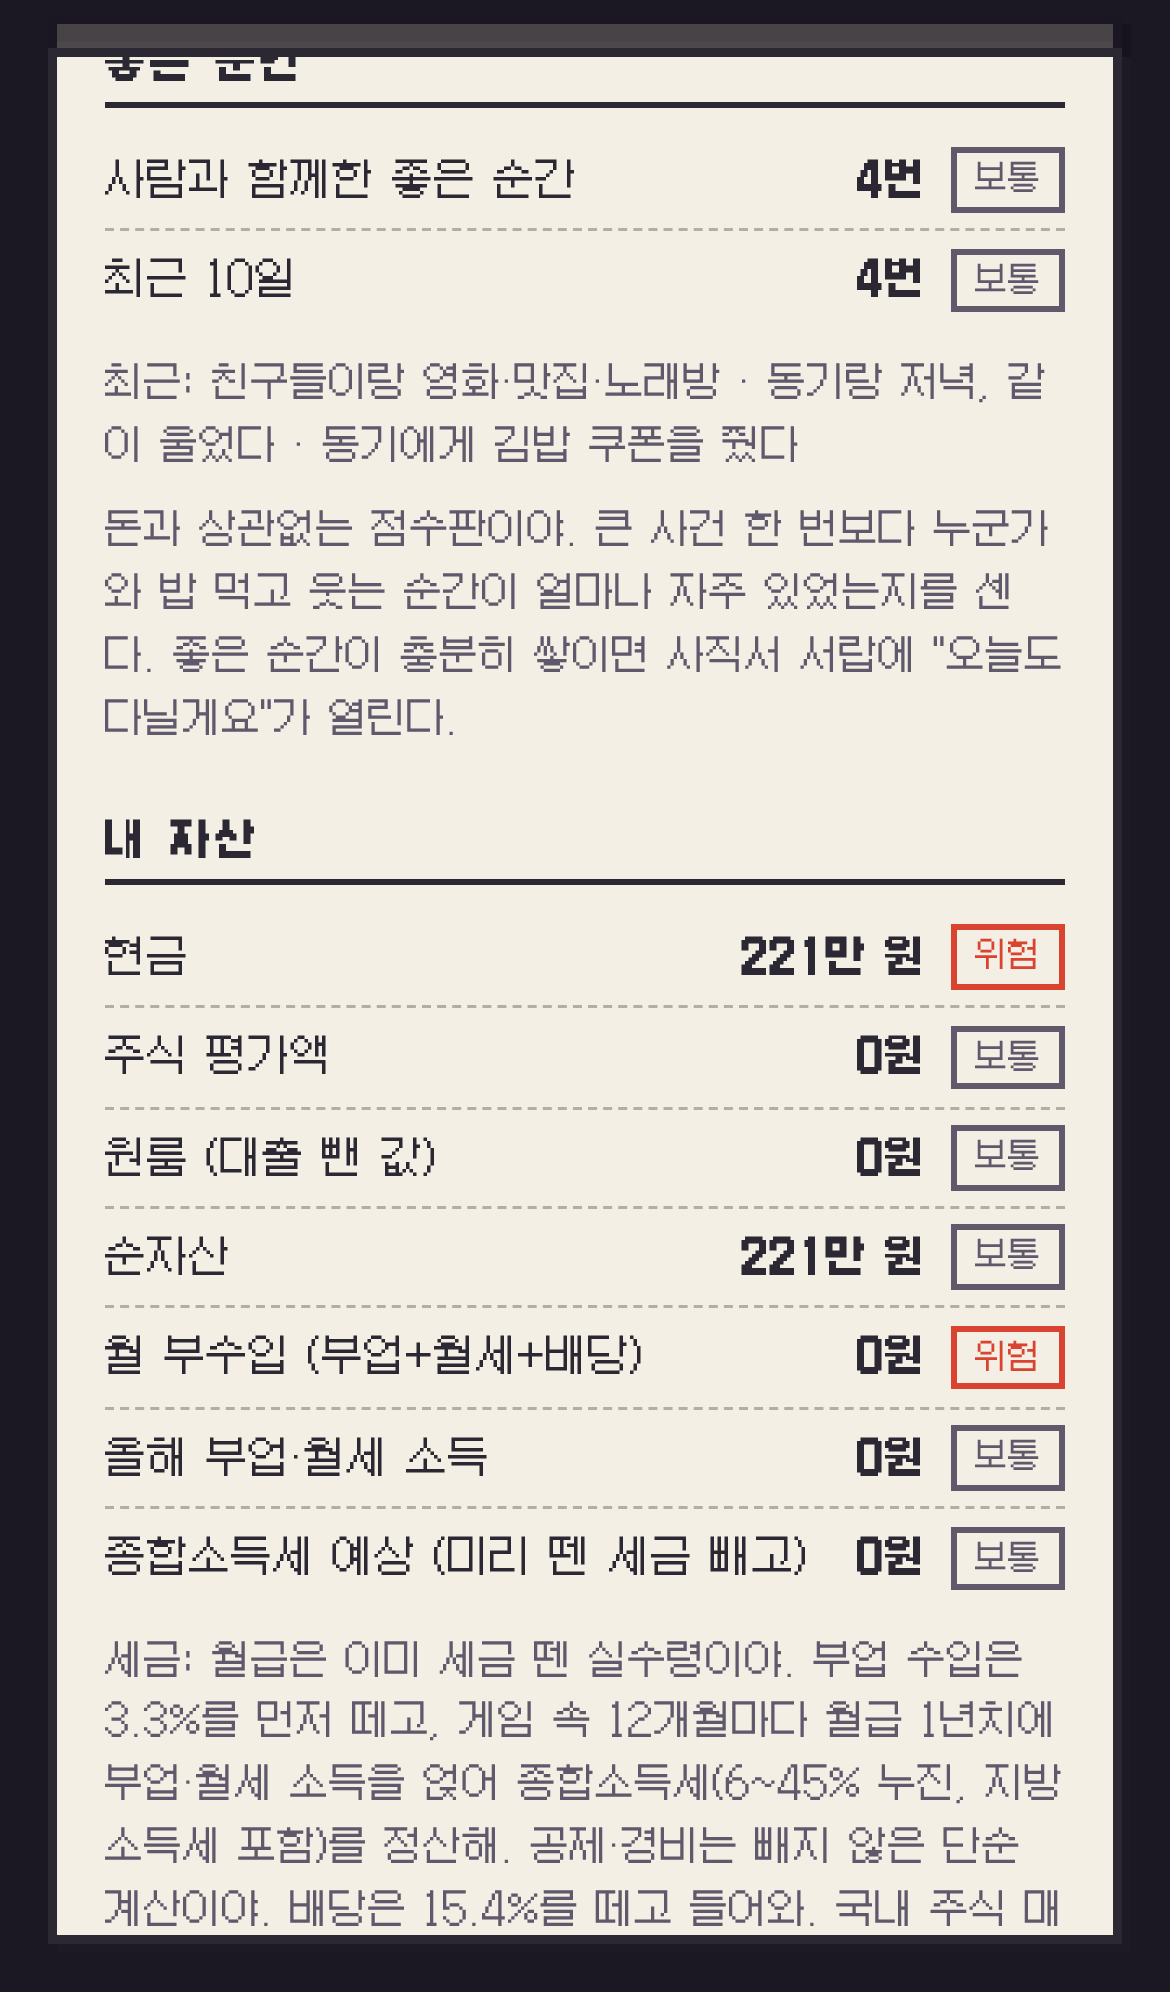 좋은 순간
사람과 함께한 좋은 순간 4번 보통
최근 10일 4번 보통
최근: 친구들이랑 영화·맛집·노래방 · 동기랑 저녁, 같
이 울었다 · 동기에게 김밥 쿠폰을 줬다
돈과 상관없는 점수판이야. 큰 사건 한 번보다 누군가
와 밥 먹고 웃는 순간이 얼마나 자주 있었는지를 센
다. 좋은 순간이 충분히 쌓이면 사직서 서랍에 "오늘도
다닐게요"가 열린다.
내 자산
현금 221만 원 위험
주식 평가액 0원 보통
원룸 (대출 뺀 값) 0원 보통
순자산 221만 원 보통
월 부수입 (부업+월세+배당) 0원 위험
올해 부업·월세 소득 0원 보통
종합소득세 예상 (미리 뗀 세금 빼고) 0원 보통
세금: 월급은 이미 세금 뗀 실수령이야. 부업 수입은
3.3%를 먼저 떼고, 게임 속 12개월마다 월급 1년치에
부업·월세 소득을 얹어 종합소득세(6~45% 누진, 지방
소득세 포함)를 정산해. 공제·경비는 빼지 않은 단순
계산이야. 배당은 15.4%를 떼고 들어와. 국내 주식 매